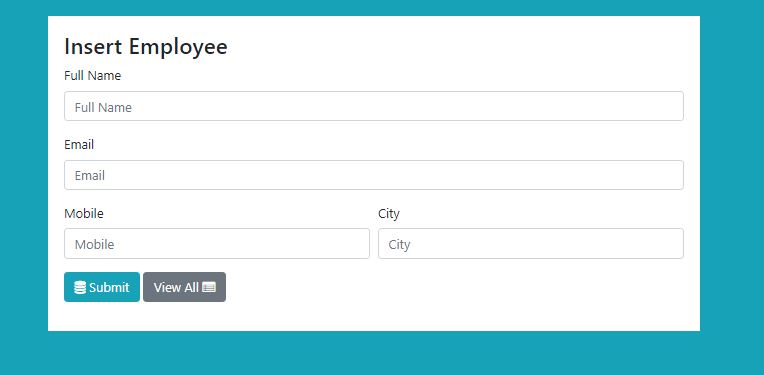 Insert Employee
Full Name
Full Name
Email
Email
Mobile City
Mobile City
Submit View All